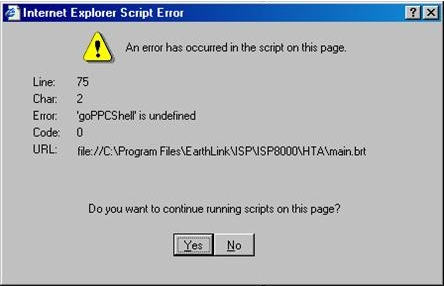 Internet Explorer Script Error
An error has occurred in the script on this page.
Line: 75
Char: 2
Error: 'goPPCShell' is undefined
Code: 0
URL: file://C:\Program Files\EarthLink\ISP\ISP8000\HTA\main.brt
Do you want to continue running scripts on this page?
Yes No